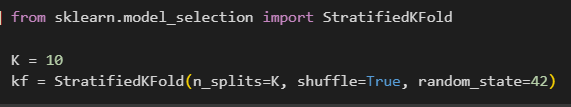 from sklearn.model_selection import StratifiedKFold
K = 10
kf = StratifiedKFold(n_splits=K, shuffle=True, random_state=42)